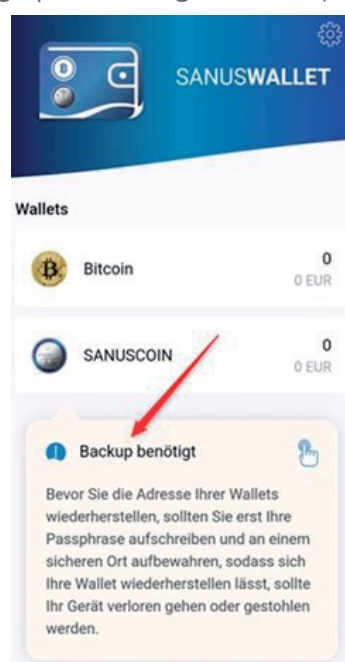 SANUSWALLET
Wallets
Bitcoin
0
0 EUR
SANUSCOIN
0
0 EUR
Backup benötigt
Bevor Sie die Adresse Ihrer Wallets
wiederherstellen, sollten Sie erst Ihre
Passphrase aufschreiben und an einem
sicheren Ort aufbewahren, sodass sich
Ihre Wallet wiederherstellen lässt, sollte
Ihr Gerät verloren gehen oder gestohlen
werden.